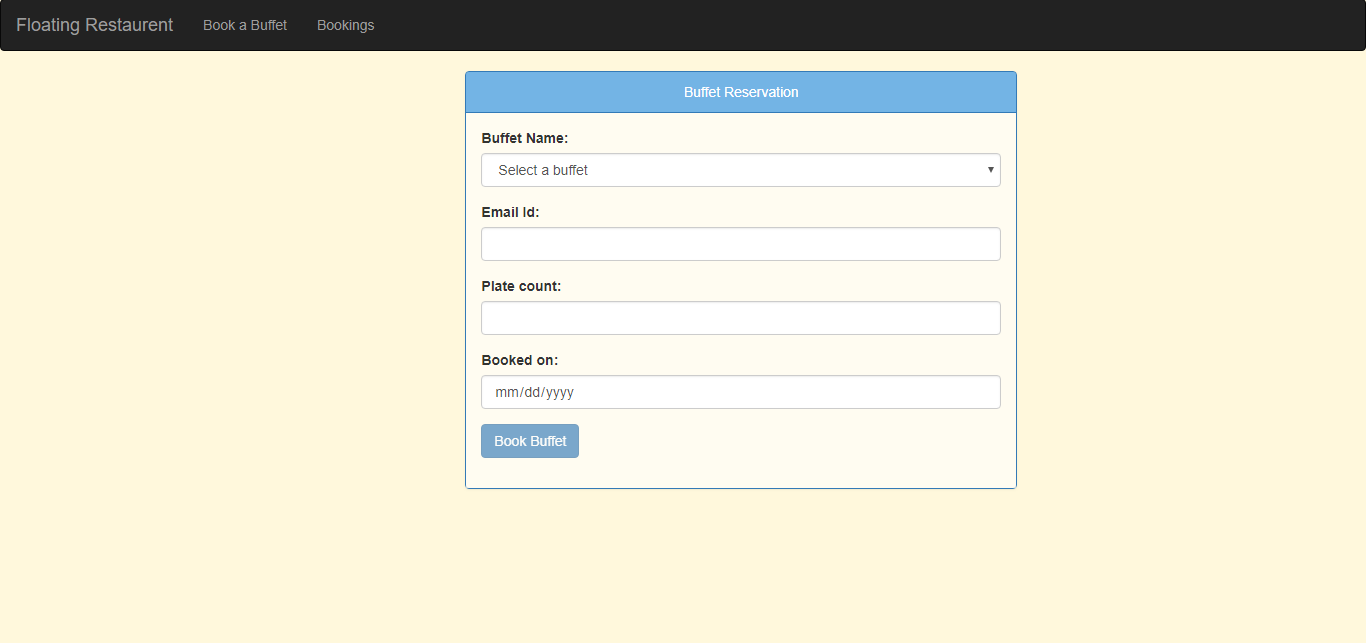 Floating Restaurent Book a Buffet Bookings
Buffet Reservation
Buffet Name:
Select a buffet
Email Id:
Plate count:
Booked on:
mm/dd/yyyy
Book Buffet